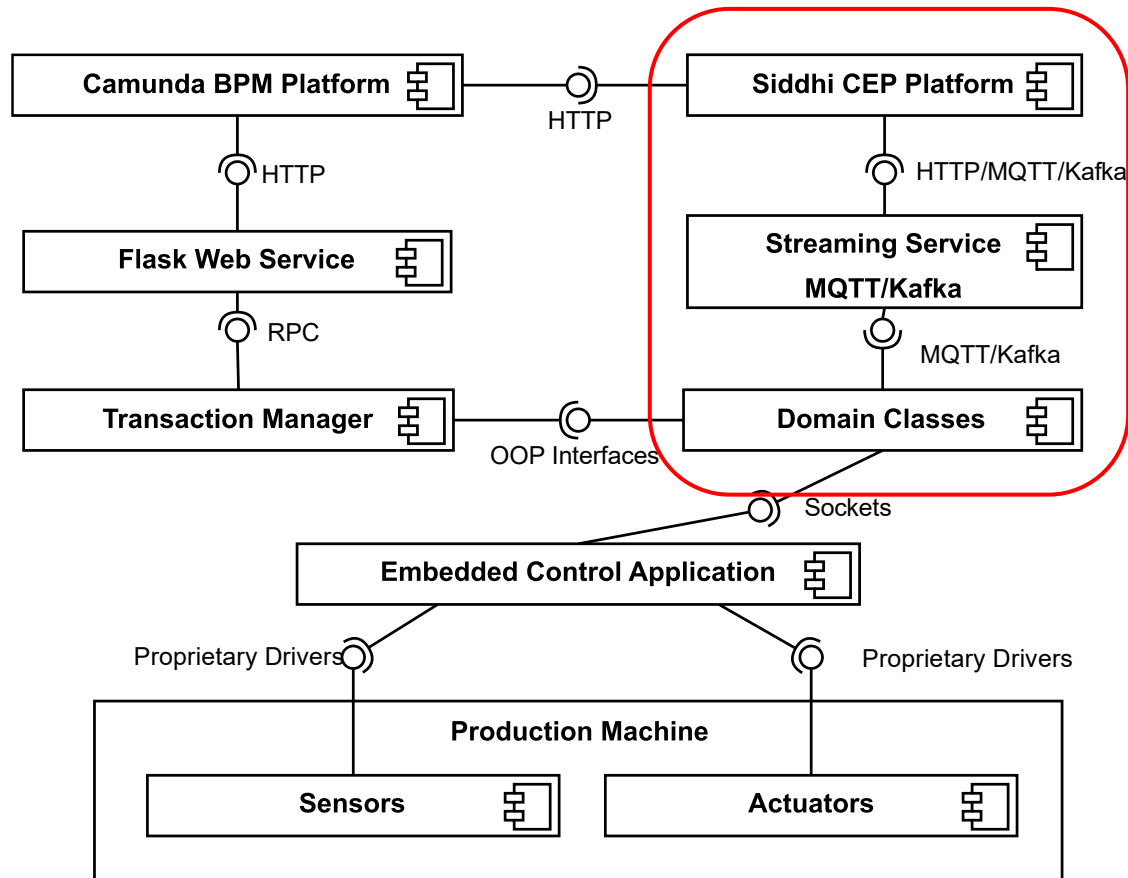 Camunda BPM Platform
Siddhi CEP Platform
HTTP
HTTP
HTTP/MQTT/Kafka
Flask Web Service
Streaming Service
MQTT/Kafka
RPC
MQTT/Kafka
Transaction Manager
Domain Classes
OOP Interfaces
Sockets
Embedded Control Application
Proprietary Drivers
Proprietary Drivers
Production Machine
Sensors
Actuators